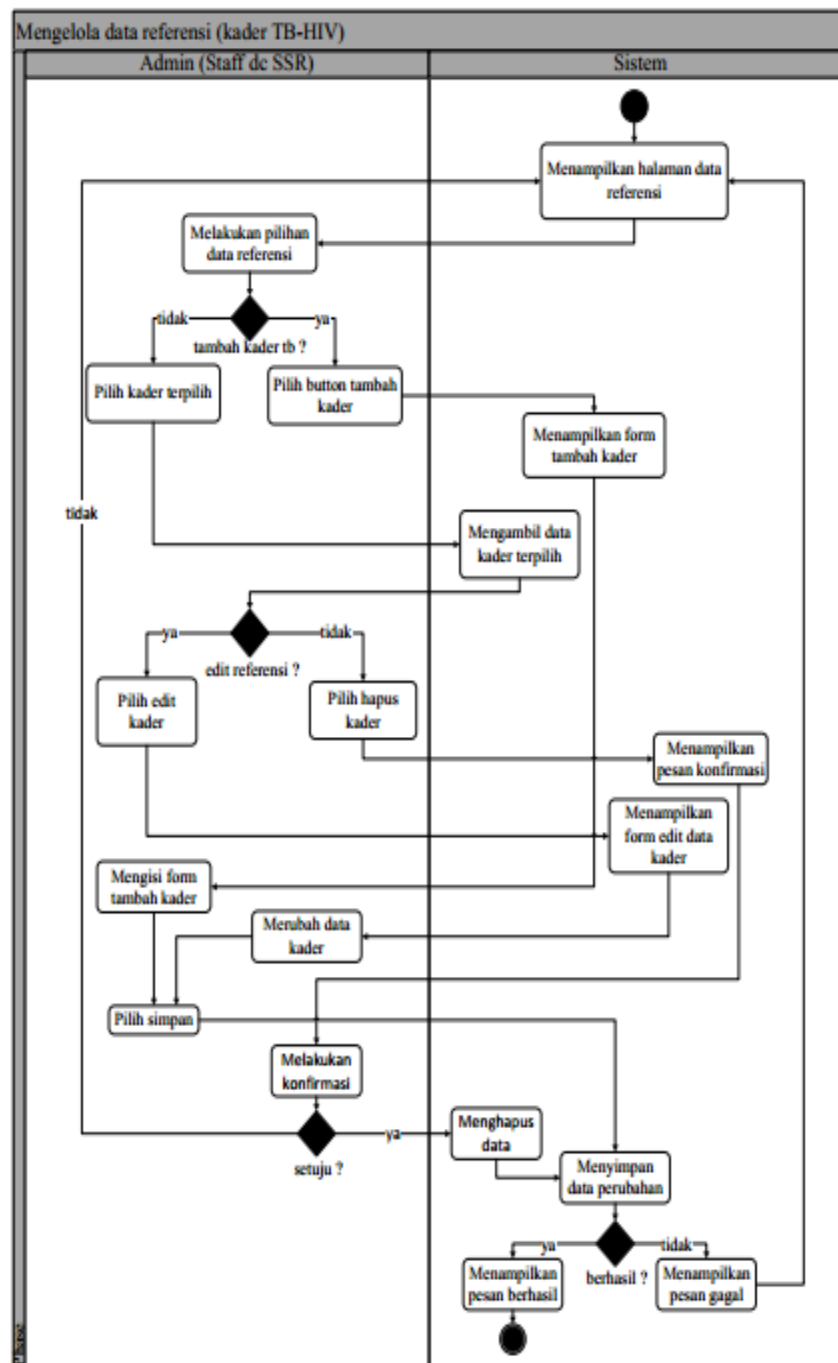 Mengelola data referensi (kader TB-HIV)
Admin (Staff dc SSR)
Sistem
Menampilkan halaman data
referensi
Melakukan pilihan
data referensi
tidak
ya
tambah kader tb ?
Pilih kader terpilih
Pilih button tambah
kader
Menampilkan form
tambah kader
tidak
Mengambil data
kader terpilih
ya
tidak
edit referensi ?
Pilih edit
kader
Pilih hapus
kader
Menampilkan
pesan konfirmasi
Menampilkan
form edit data
kader
Mengisi form
tambah kader
Merubah data
kader
Pilih simpan
Melakukan
konfirmasi
ya
setuju ?
Menghapus
data
Menyimpan
data perubahan
ya
tidak
berhasil ?
Menampilkan
pesan berhasil
Menampilkan
pesan gagal